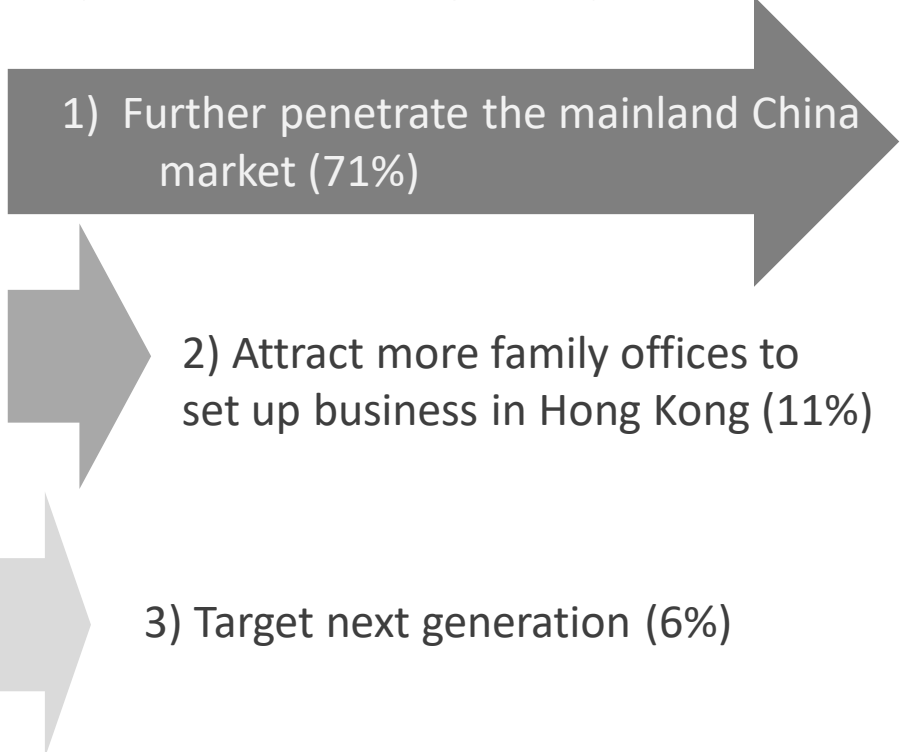 1) Further penetrate the mainland China
market (71%)
2) Attract more family offices to
set up business in Hong Kong (11%)
3) Target next generation (6%)